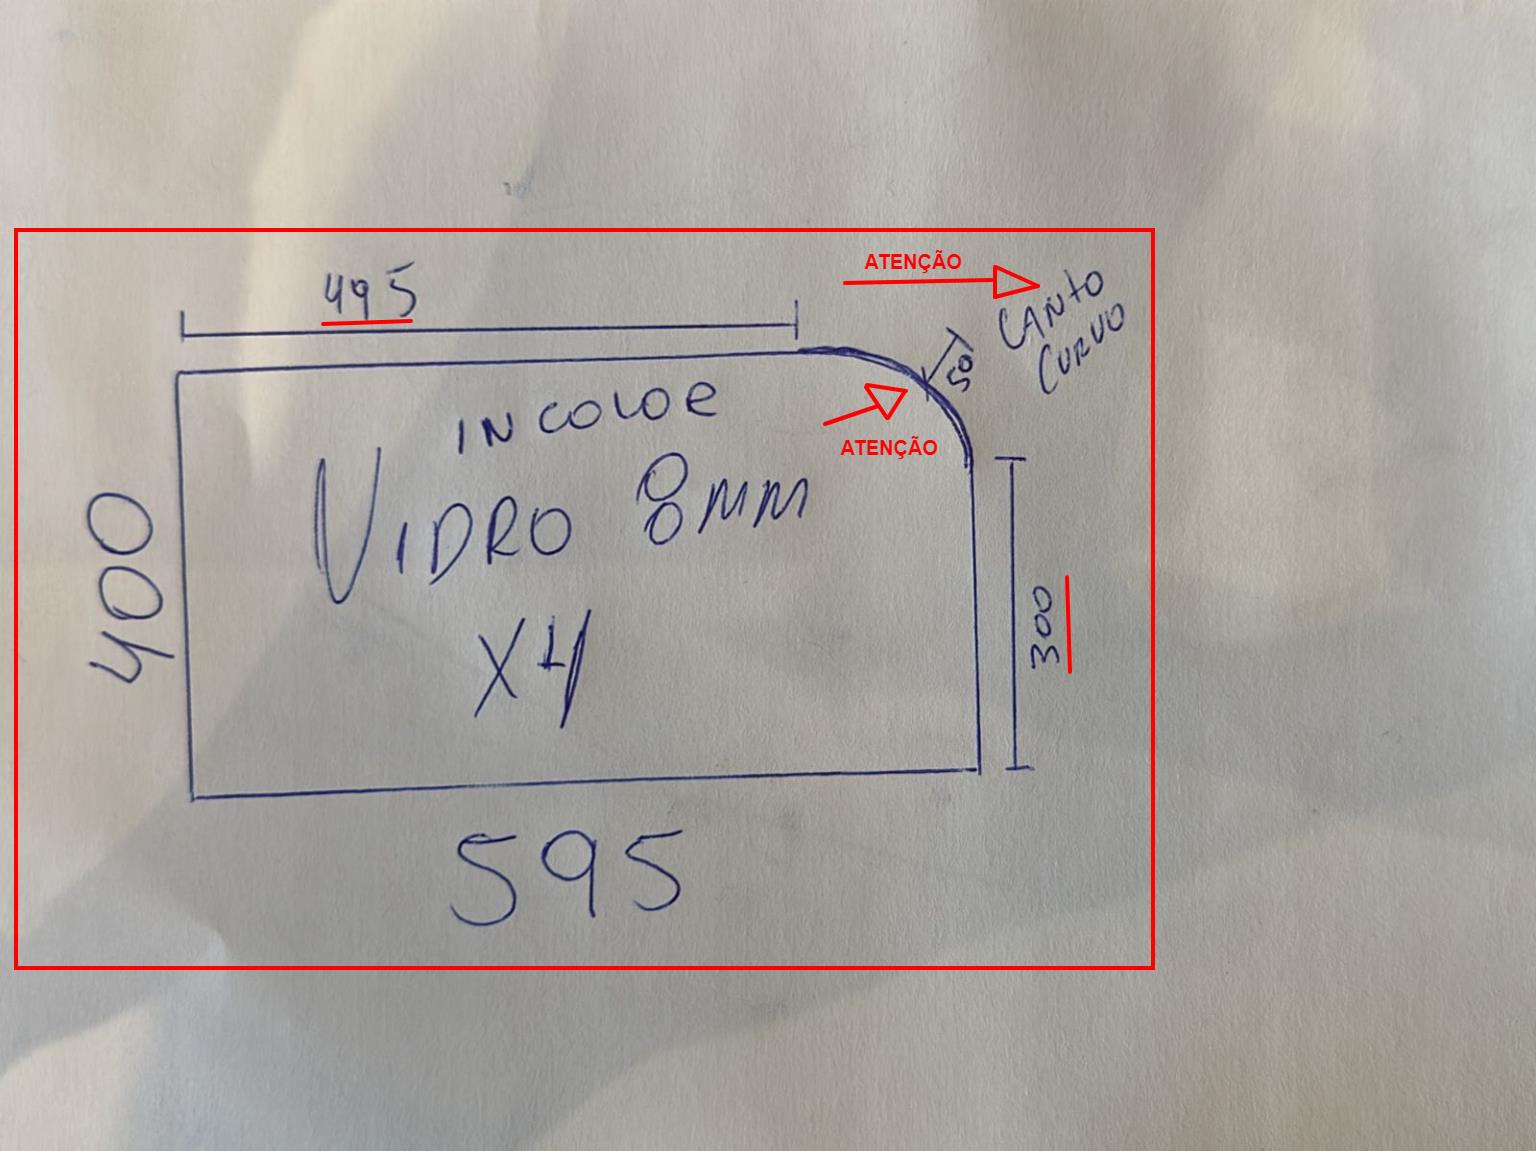 495
ATENÇÃO
CANTO
CURVO
50
INCOLOR
ATENÇÃO
VIDRO 8MM
X4
400
300
595